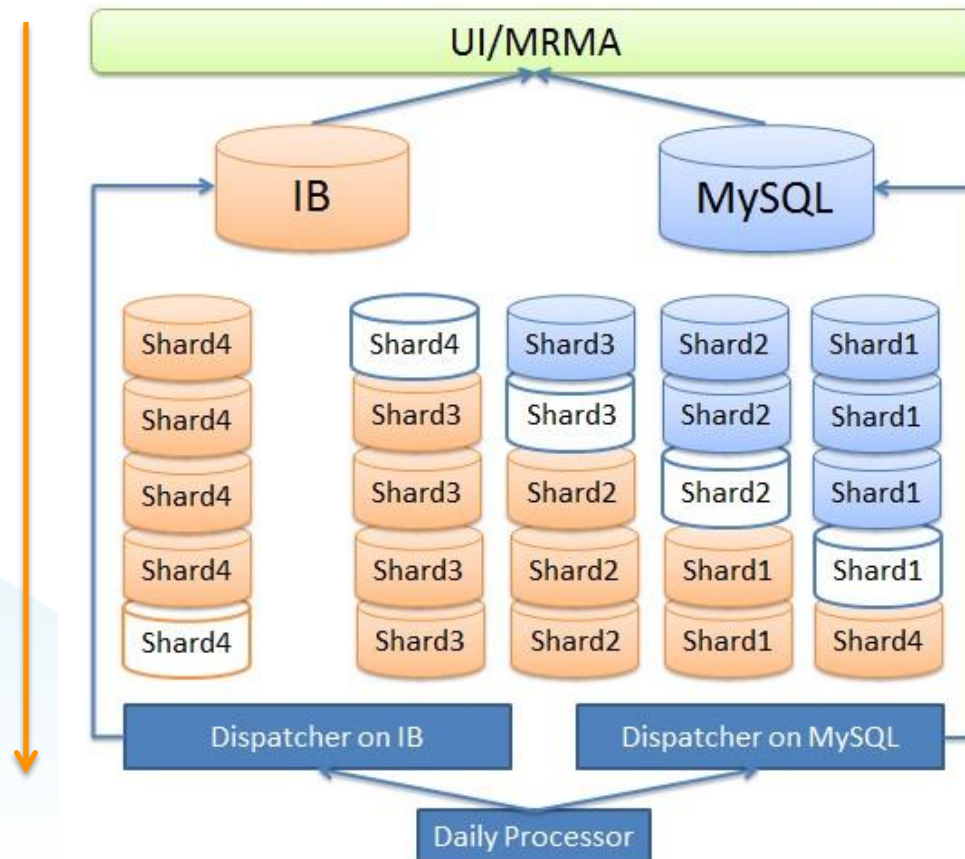 UI/MRMA
IB
MySQL
Shard4 Shard4 Shard3 Shard2 Shard1
Shard4 Shard3 Shard3 Shard2 Shard1
Shard4 Shard3 Shard2 Shard2 Shard1
Shard4 Shard3 Shard2 Shard1 Shard1
Shard4 Shard3 Shard2 Shard1 Shard4
Dispatcher on IB
Dispatcher on MySQL
Daily Processor